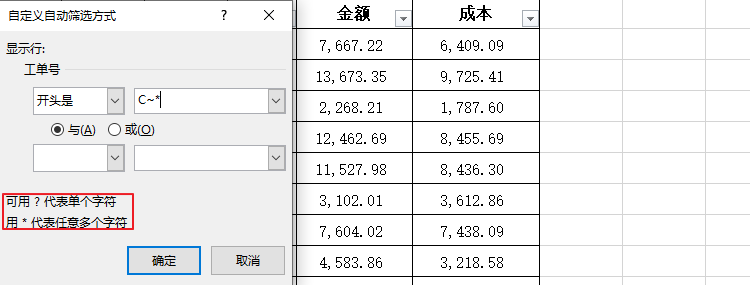 自定义自动筛选方式 ? ×
显示行:
工单号
开头是 C~*
与(A) 或(O)
可用 ? 代表单个字符
用 * 代表任意多个字符
确定 取消
金额 成本
7,667.22 6,409.09
13,673.35 9,725.41
2,268.21 1,787.60
12,462.69 8,455.69
11,527.98 8,436.30
3,102.01 3,612.86
7,604.02 7,438.09
4,583.86 3,218.58